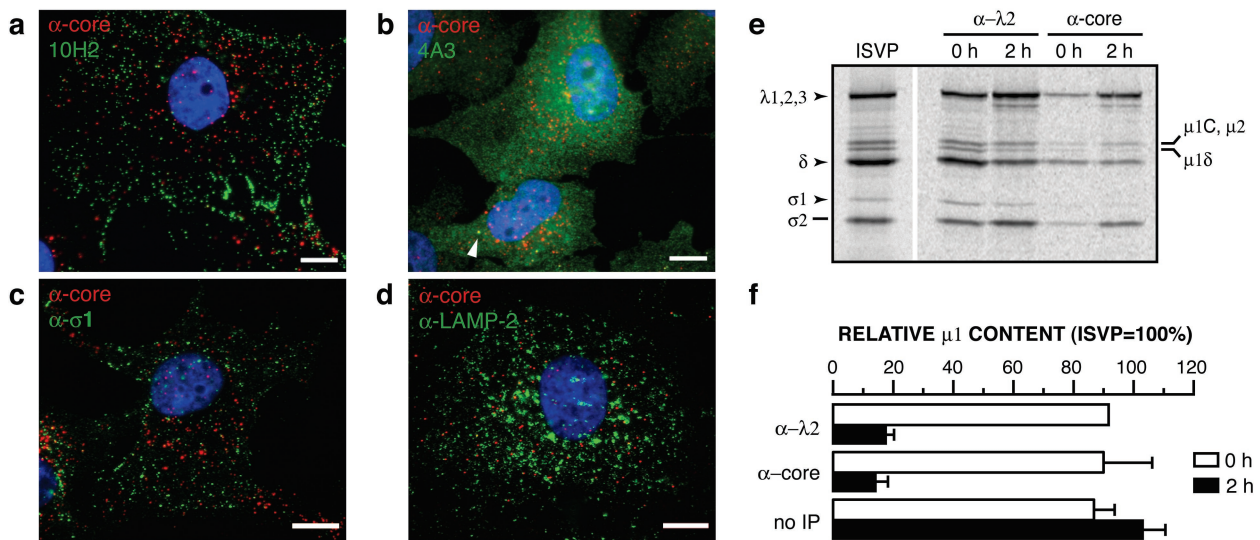 a
α-core
10H2
b
α-core
4A3
c
α-core
α-σ1
d
α-core
α-LAMP-2
e
α–λ2 α-core
ISVP 0 h 2 h 0 h 2 h
λ1,2,3
μ1C, μ2
δ
μ1δ
σ1
σ2
f
RELATIVE μ1 CONTENT (ISVP=100%)
0 20 40 60 80 100 120
α–λ2
α–core
no IP
0 h
2 h